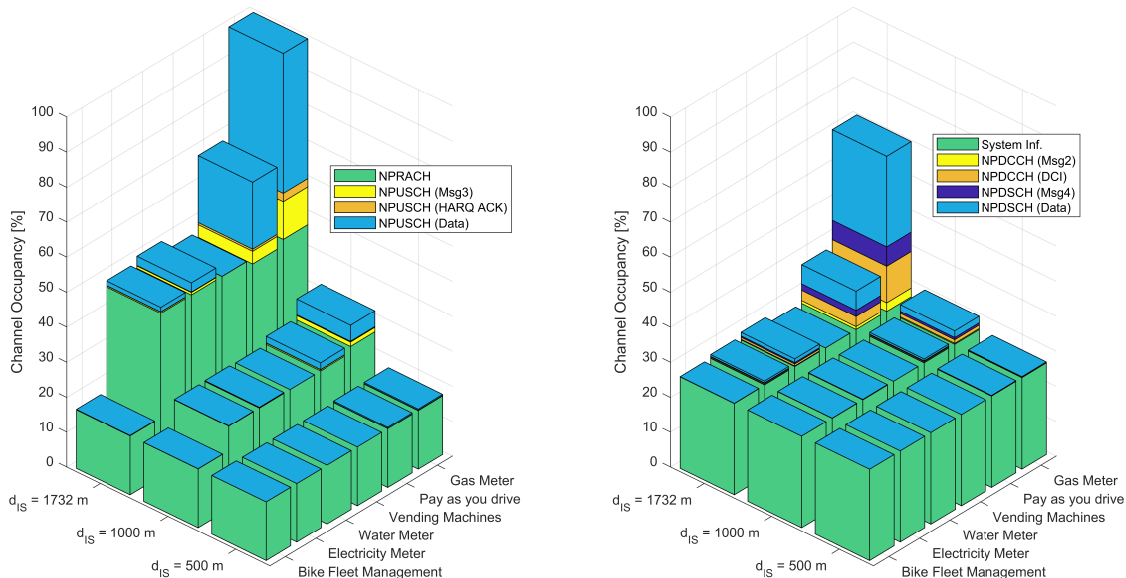 100
90
80
70
60
50
40
30
20
10
0
Channel Occupancy [%]
NPRACH
NPUSCH (Msg3)
NPUSCH (HARQ ACK)
NPUSCH (Data)
d_IS = 1732 m
d_IS = 1000 m
d_IS = 500 m
Gas Meter
Pay as you drive
Vending Machines
Water Meter
Electricity Meter
Bike Fleet Management
100
90
80
70
60
50
40
30
20
10
0
Channel Occupancy [%]
System Inf.
NPDCCH (Msg2)
NPDCCH (DCI)
NPDSCH (Msg4)
NPDSCH (Data)
d_IS = 1732 m
d_IS = 1000 m
d_IS = 500 m
Gas Meter
Pay as you drive
Vending Machines
Water Meter
Electricity Meter
Bike Fleet Management